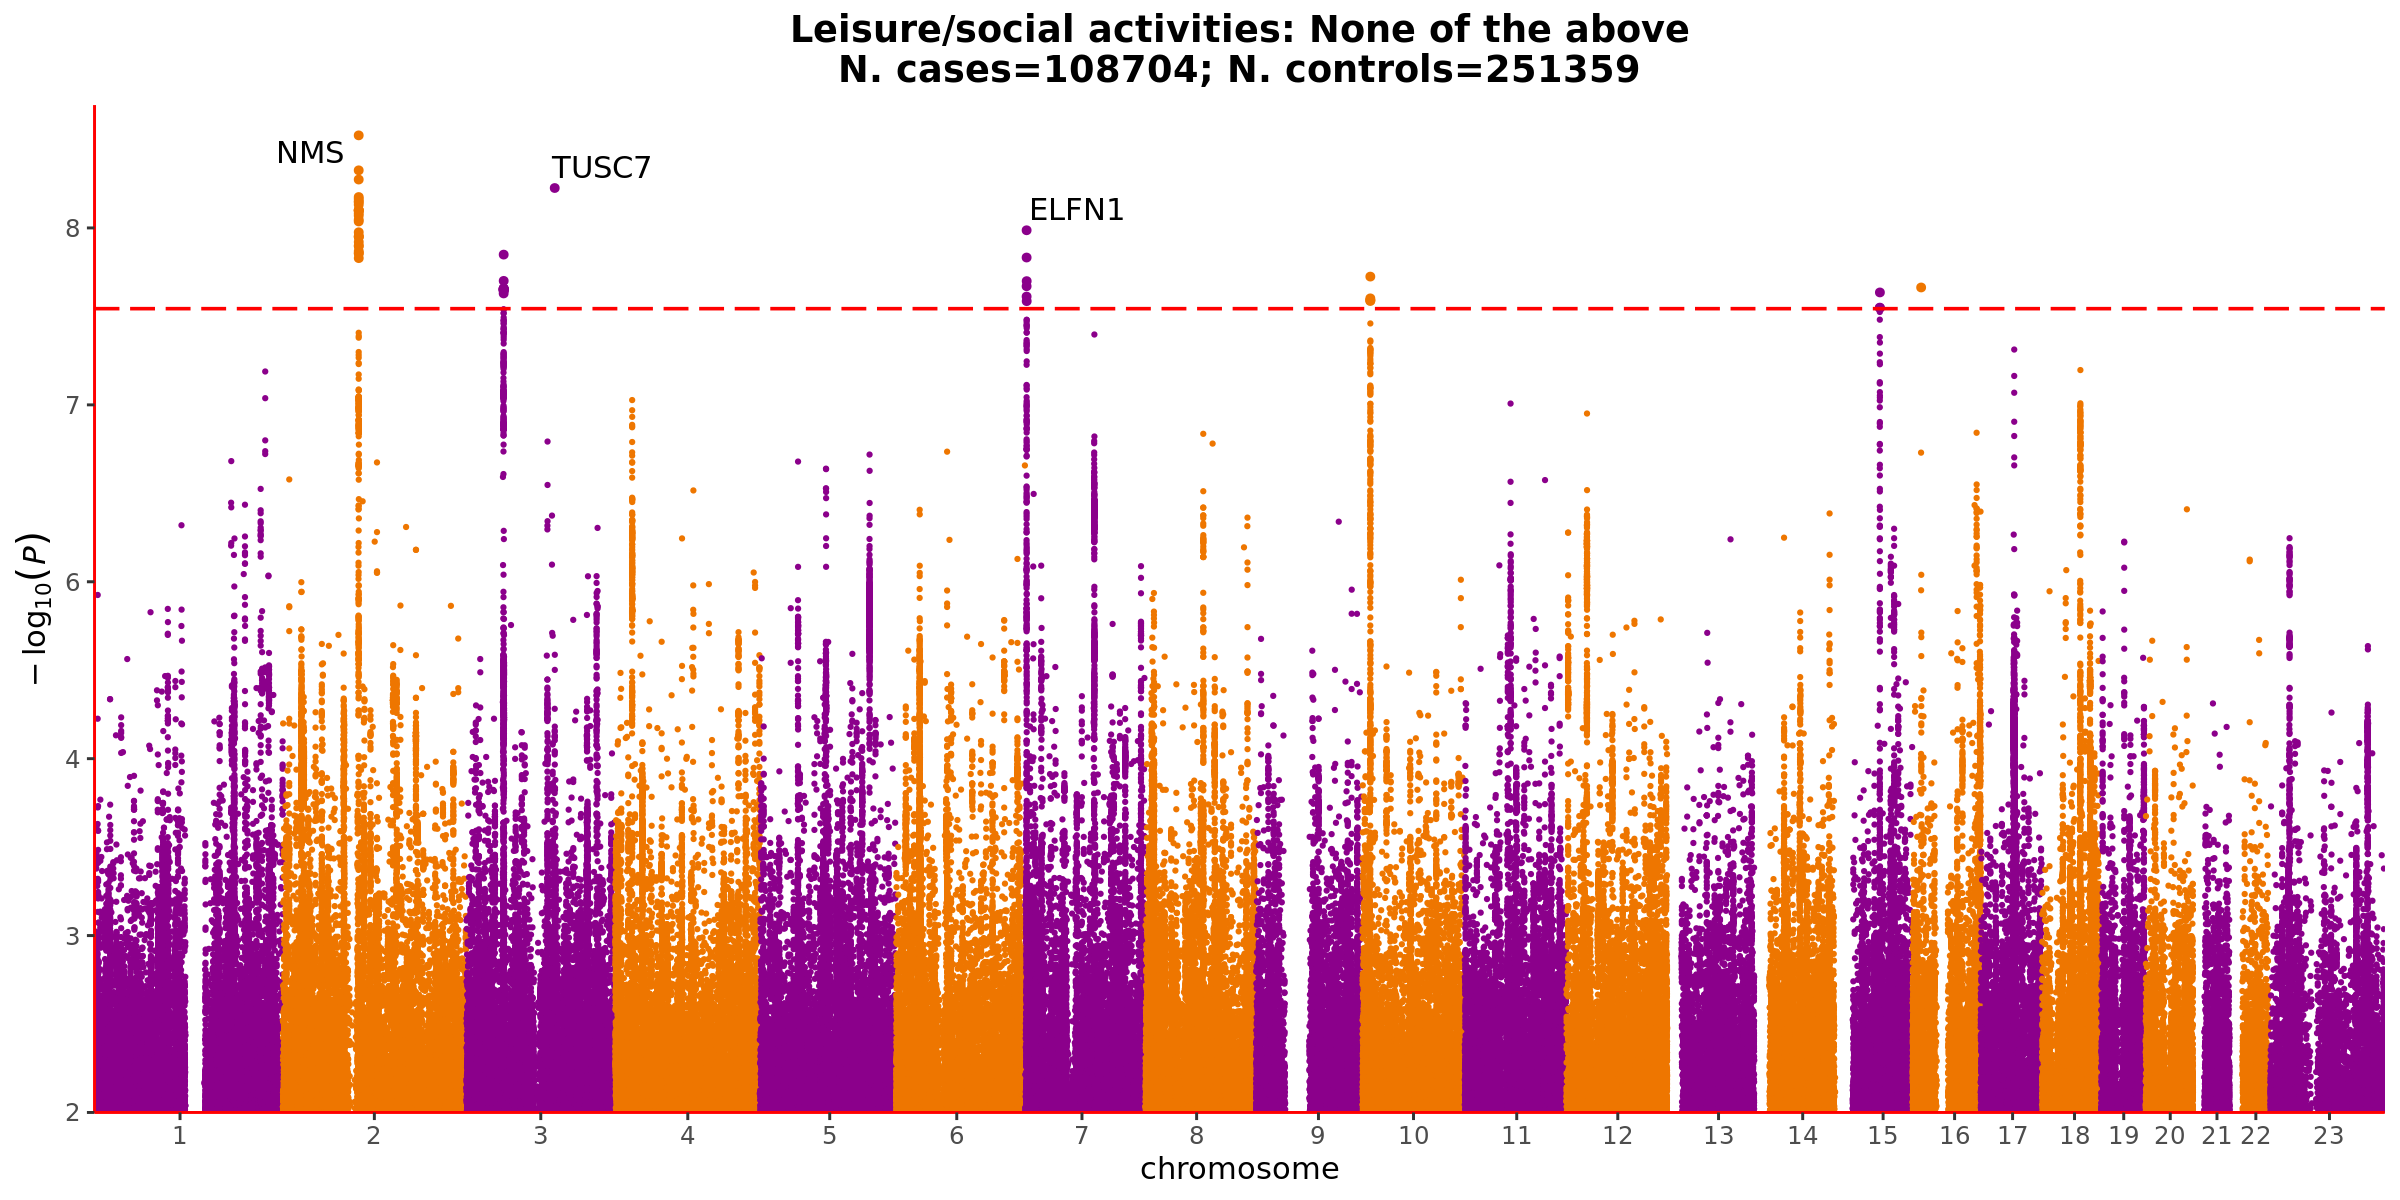 Leisure/social activities: None of the above
N. cases=108704; N. controls=251359
NMS
TUSC7
ELFN1
8
7
6
4
3
2
−log10(P)
1 2 3 4 5 6 7 8 9 10 11 12 13 14 15 16 17 18 19 20 21 22 23
chromosome